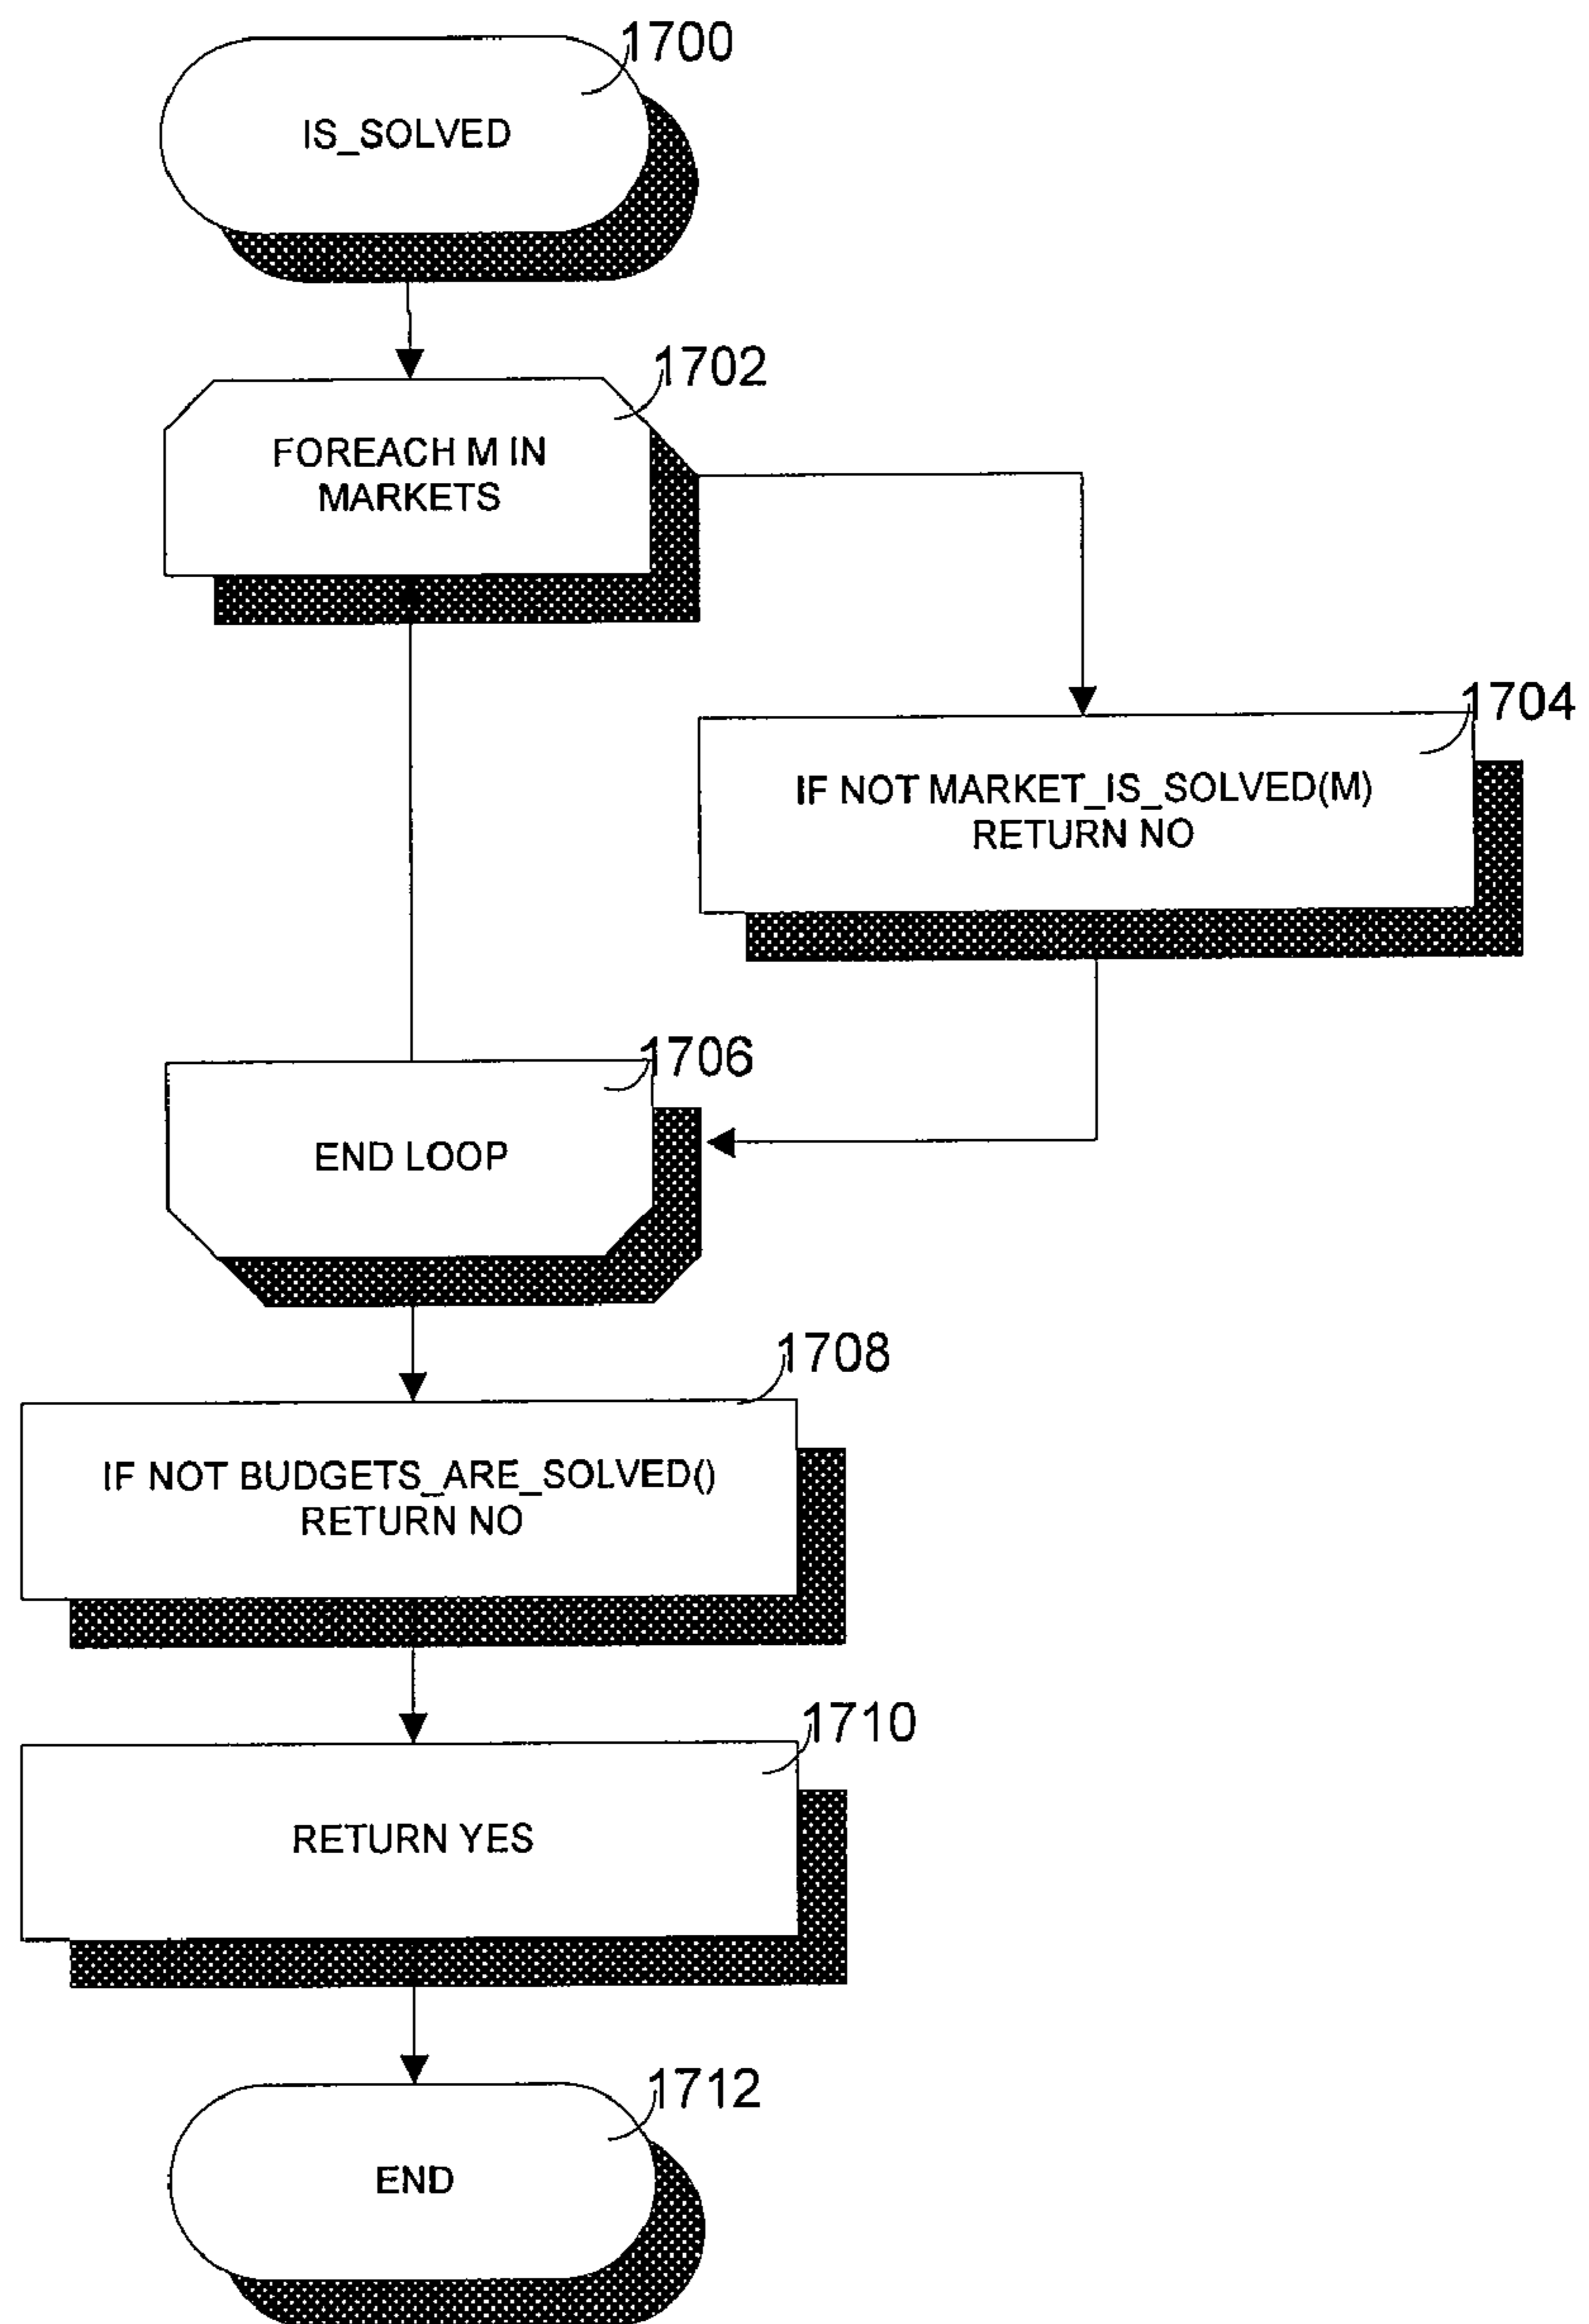 1700
IS_SOLVED
1702
FOREACH M IN
MARKETS
1704
IF NOT MARKET_IS_SOLVED(M)
RETURN NO
1706
END LOOP
1708
IF NOT BUDGETS_ARE_SOLVED()
RETURN NO
1710
RETURN YES
1712
END